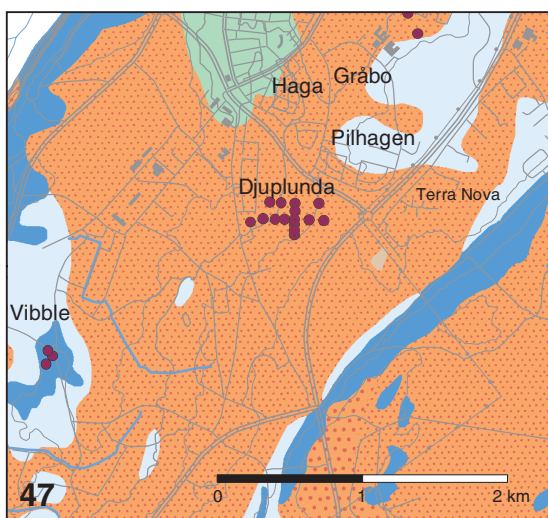 Haga
Gråbo
Pilhagen
Djuplunda
Terra Nova
Vibble
47
0 1 2 km